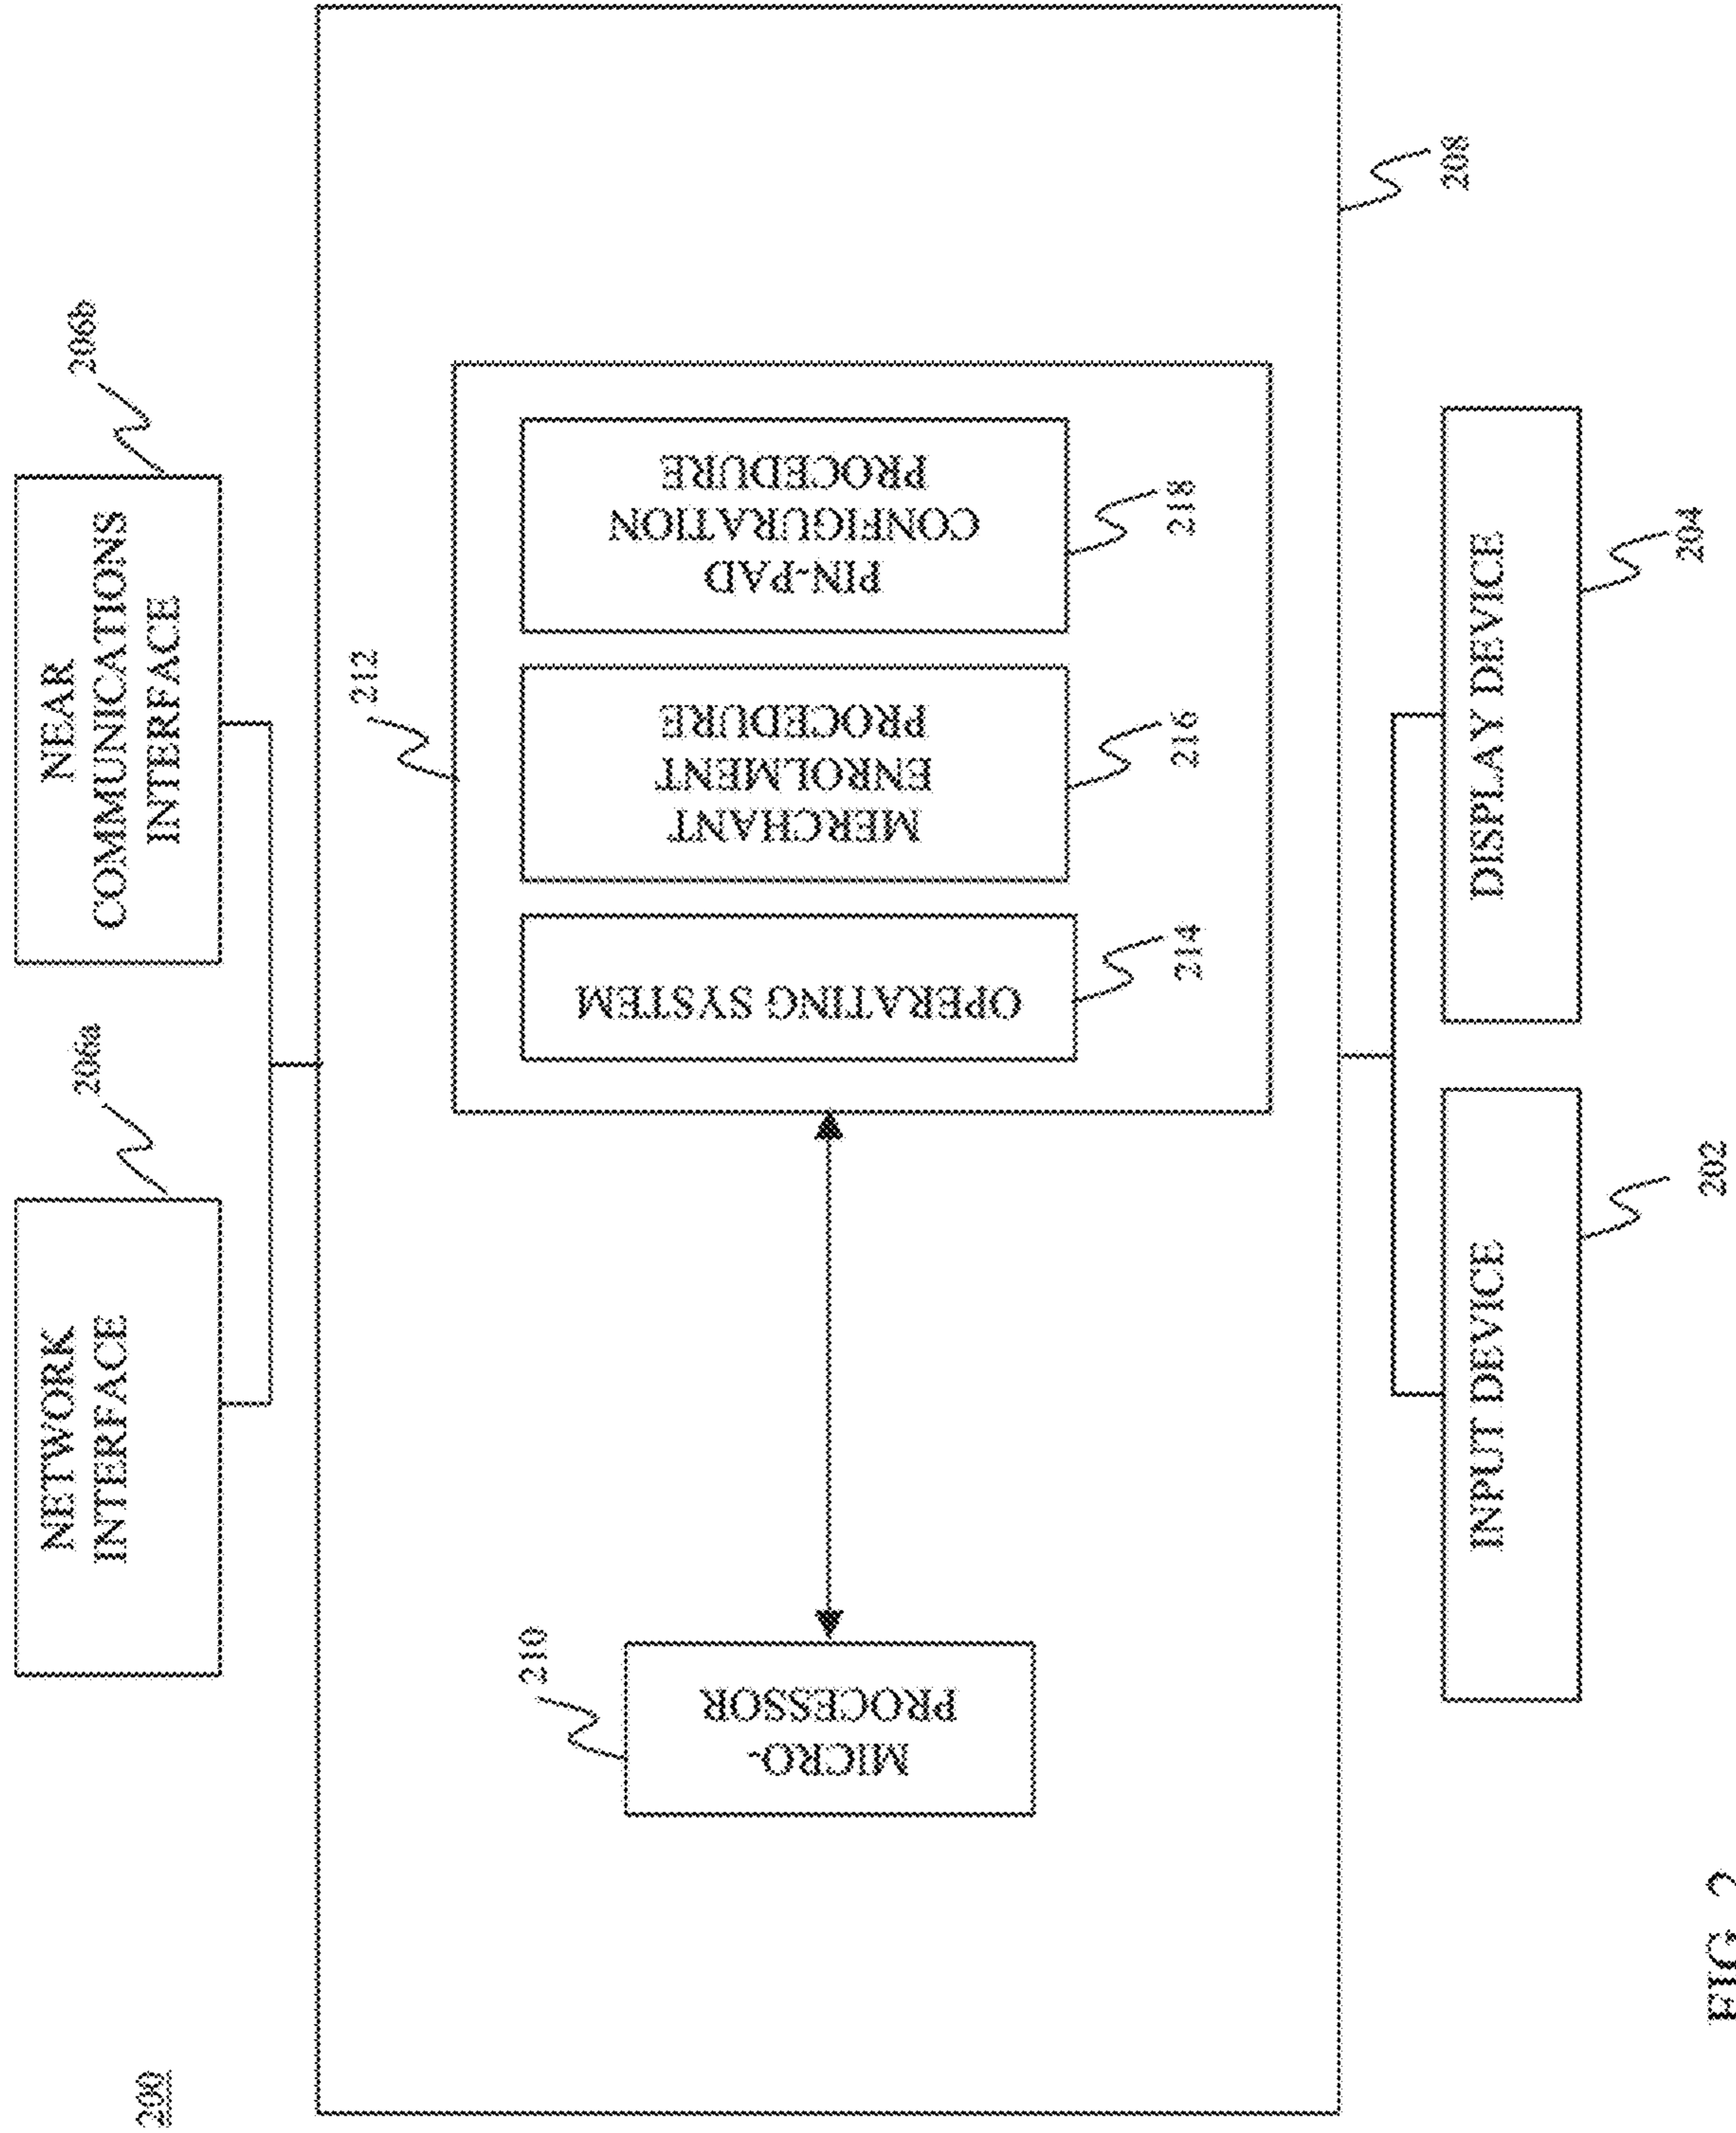 200
NETWORK
INTERFACE
206a
NEAR
COMMUNICATIONS
INTERFACE
206b
210
MICRO-
PROCESSOR
212
OPERATING SYSTEM
214
MERCHANT
ENROLMENT
PROCEDURE
216
PIN-PAD
CONFIGURATION
PROCEDURE
218
208
INPUT DEVICE
202
DISPLAY DEVICE
204
FIG. 2